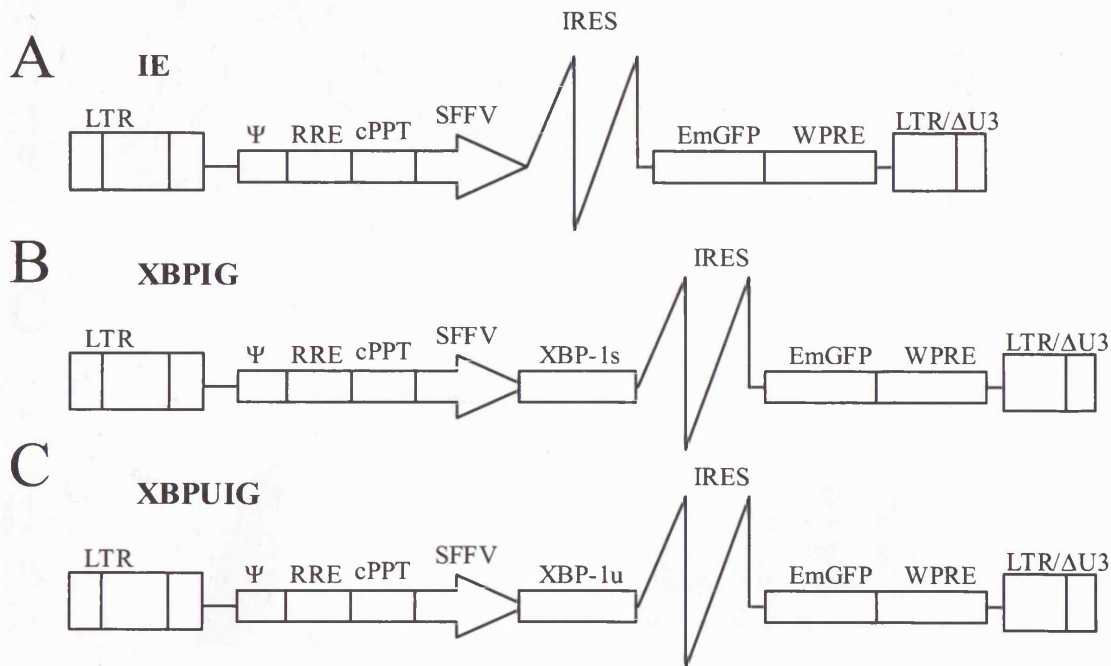 A IE
IRES
LTR Ψ RRE cPPT SFFV EmGFP WPRE LTR/ΔU3
B XBPIG
IRES
LTR Ψ RRE cPPT SFFV XBP-1s EmGFP WPRE LTR/ΔU3
C XBPUIG
IRES
LTR Ψ RRE cPPT SFFV XBP-1u EmGFP WPRE LTR/ΔU3